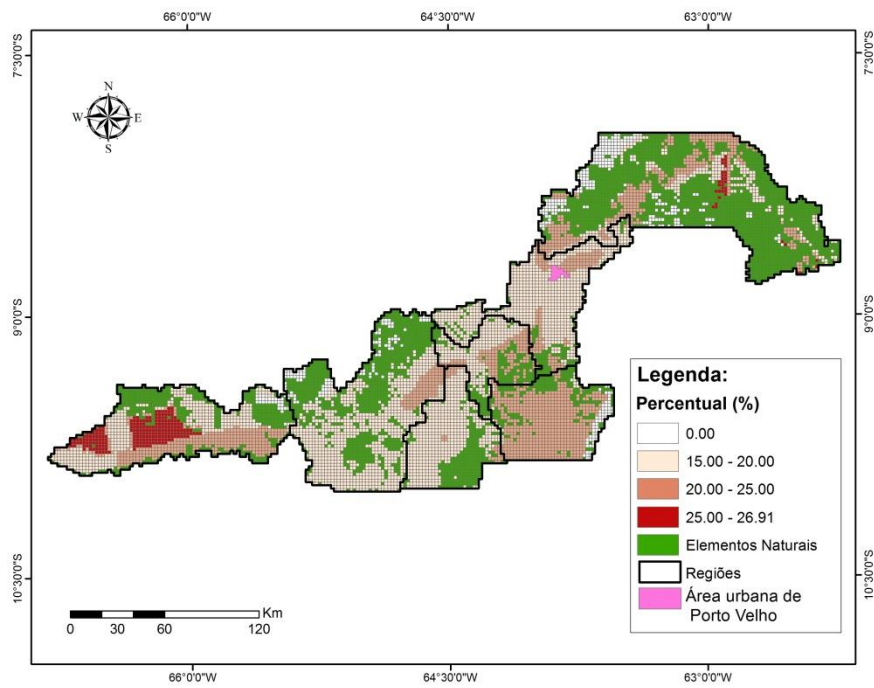 66°0'0"W 64°30'0"W 63°0'0"W
7°30'0"S 7°30'0"S
N
W E
S
9°0'0"S 9°0'0"S
Legenda:
Percentual (%)
0.00
15.00 - 20.00
20.00 - 25.00
25.00 - 26.91
Elementos Naturais
Regiões
Área urbana de
Porto Velho
10°30'0"S 10°30'0"S
Km
0 30 60 120
66°0'0"W 64°30'0"W 63°0'0"W